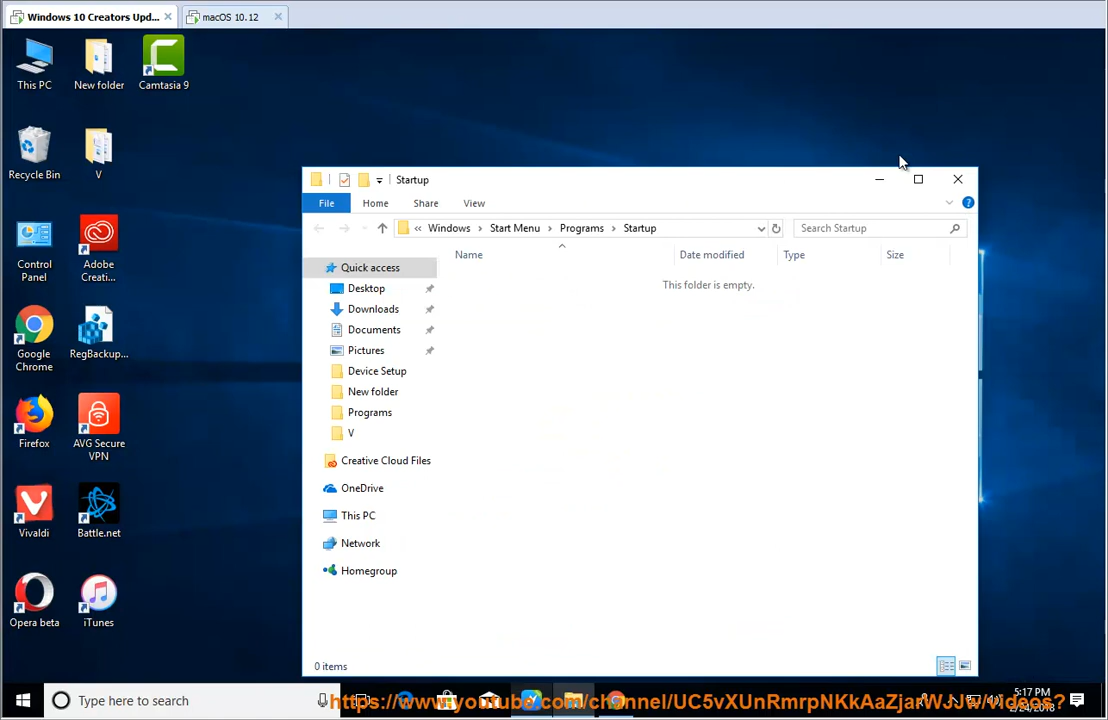 Windows 10 Creators Upd...
macOS 10.12
This PC
New folder
Camtasia 9
Recycle Bin
V
Control
Panel
Adobe
Creati...
Google
Chrome
RegBackup...
Firefox
AVG Secure
VPN
Vivaldi
Battle.net
Opera beta
iTunes
Startup
File
Home
Share
View
« Windows > Start Menu > Programs > Startup
Search Startup
Name
Date modified
Type
Size
This folder is empty.
Quick access
Desktop
Downloads
Documents
Pictures
Device Setup
New folder
Programs
V
Creative Cloud Files
OneDrive
This PC
Network
Homegroup
0 items
Type here to search
5:17 PM
2/24/2018